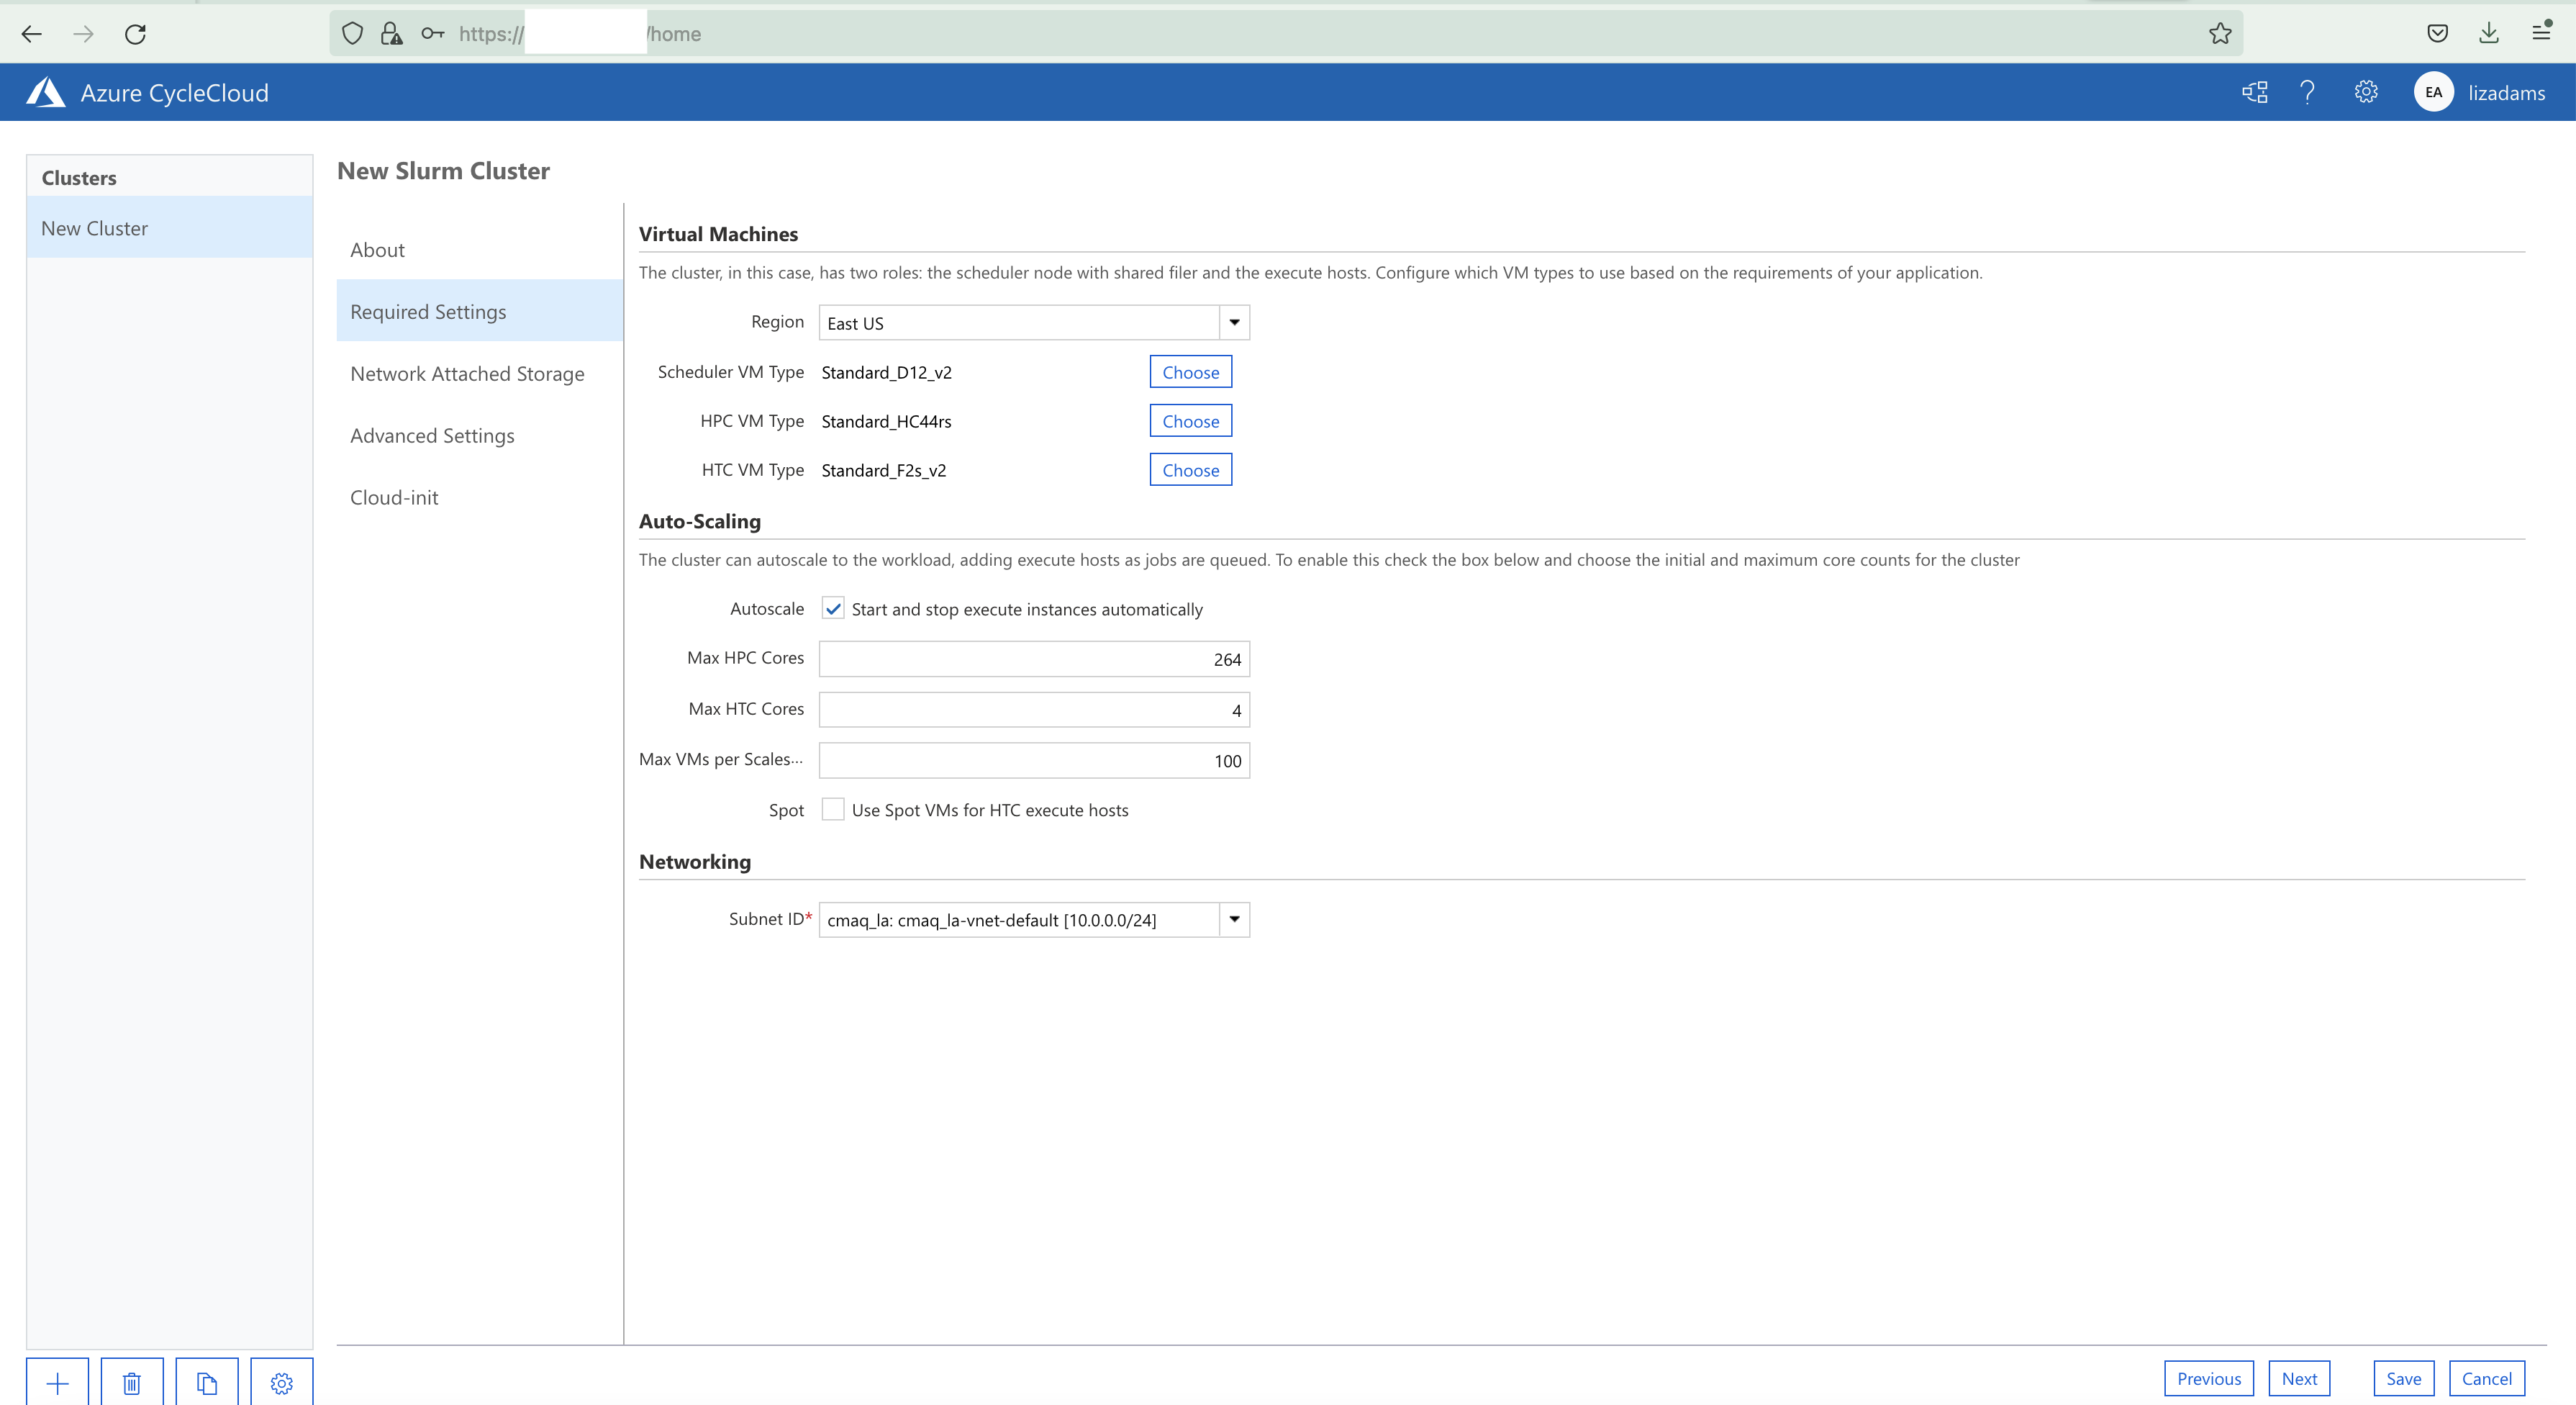 https:// /home
Azure CycleCloud
EA lizadams
Clusters
New Cluster
New Slurm Cluster
About
Required Settings
Network Attached Storage
Advanced Settings
Cloud-init
Virtual Machines
The cluster, in this case, has two roles: the scheduler node with shared filer and the execute hosts. Configure which VM types to use based on the requirements of your application.
Region East US
Scheduler VM Type Standard_D12_v2 Choose
HPC VM Type Standard_HC44rs Choose
HTC VM Type Standard_F2s_v2 Choose
Auto-Scaling
The cluster can autoscale to the workload, adding execute hosts as jobs are queued. To enable this check the box below and choose the initial and maximum core counts for the cluster
Autoscale Start and stop execute instances automatically
Max HPC Cores 264
Max HTC Cores 4
Max VMs per Scales... 100
Spot Use Spot VMs for HTC execute hosts
Networking
Subnet ID* cmaq_la: cmaq_la-vnet-default [10.0.0.0/24]
Previous Next Save Cancel